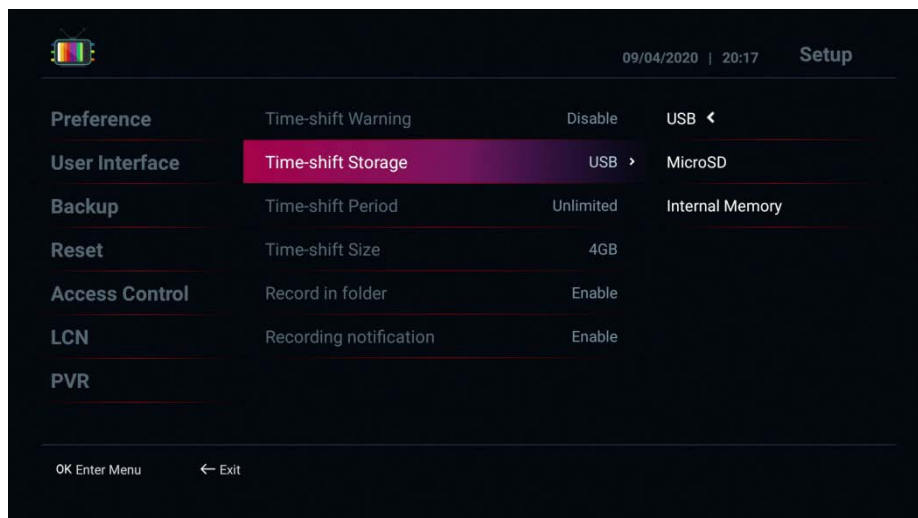 09/04/2020 | 20:17 Setup
Preference
User Interface
Backup
Reset
Access Control
LCN
PVR
Time-shift Warning Disable
Time-shift Storage USB >
Time-shift Period Unlimited
Time-shift Size 4GB
Record in folder Enable
Recording notification Enable
USB <
MicroSD
Internal Memory
OK Enter Menu ← Exit